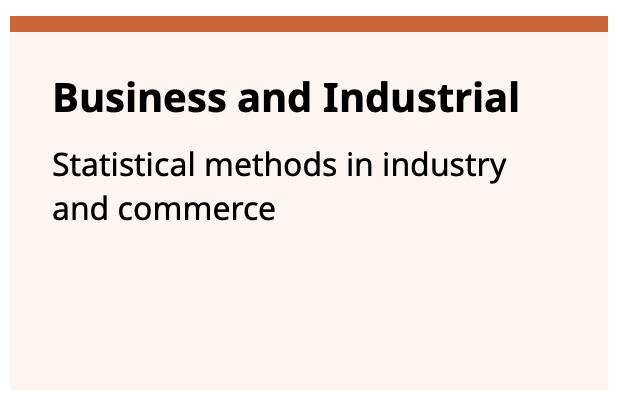 Business and Industrial
Statistical methods in industry
and commerce